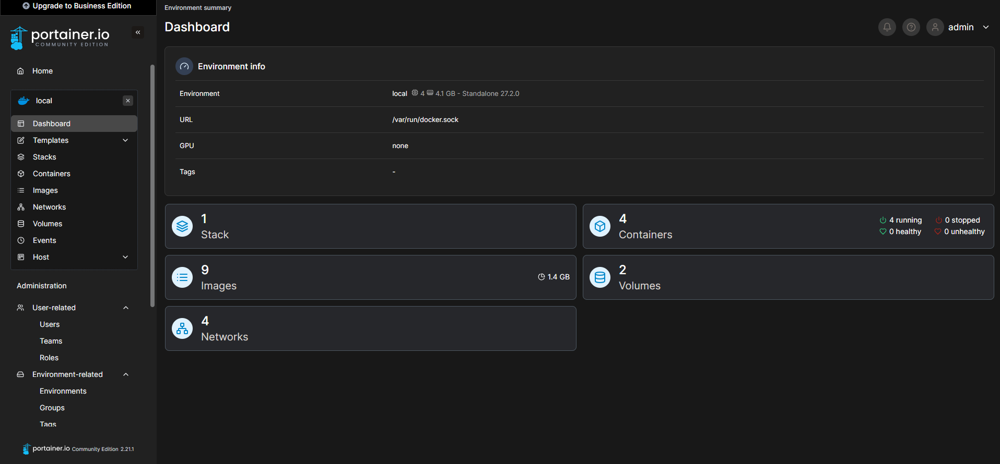 Upgrade to Business Edition
portainer.io
COMMUNITY EDITION
Home
local
Dashboard
Templates
Stacks
Containers
Images
Networks
Volumes
Events
Host
Administration
User-related
Users
Teams
Roles
Environment-related
Environments
Groups
Tags
portainer.io Community Edition 2.21.1
Environment summary
Dashboard
admin
Environment info
Environment local 4 4.1 GB - Standalone 27.2.0
URL /var/run/docker.sock
GPU none
Tags -
1
Stack
4
Containers
4 running 0 stopped
0 healthy 0 unhealthy
9
Images
1.4 GB
2
Volumes
4
Networks